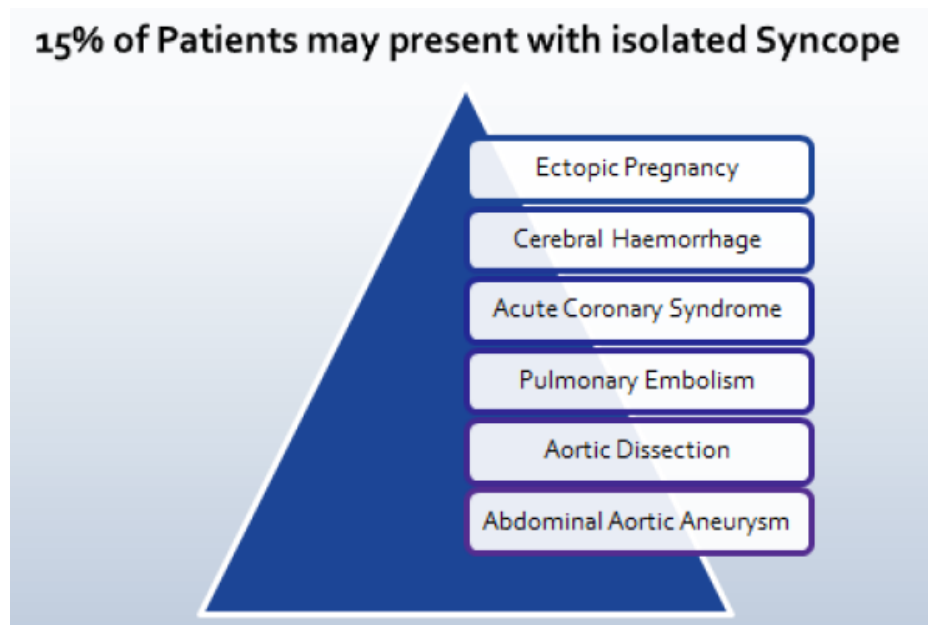 15% of Patients may present with isolated Syncope
Ectopic Pregnancy
Cerebral Haemorrhage
Acute Coronary Syndrome
Pulmonary Embolism
Aortic Dissection
Abdominal Aortic Aneurysm